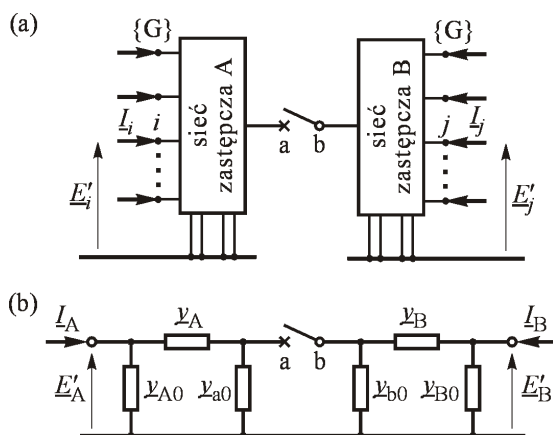 (a)
{G} {G}
I_i i sieć zastępcza A a b sieć zastępcza B j I_j
E'_i E'_j
(b)
I_A y_A y_B I_B
a b
E'_A y_A0 y_a0 y_b0 y_B0 E'_B